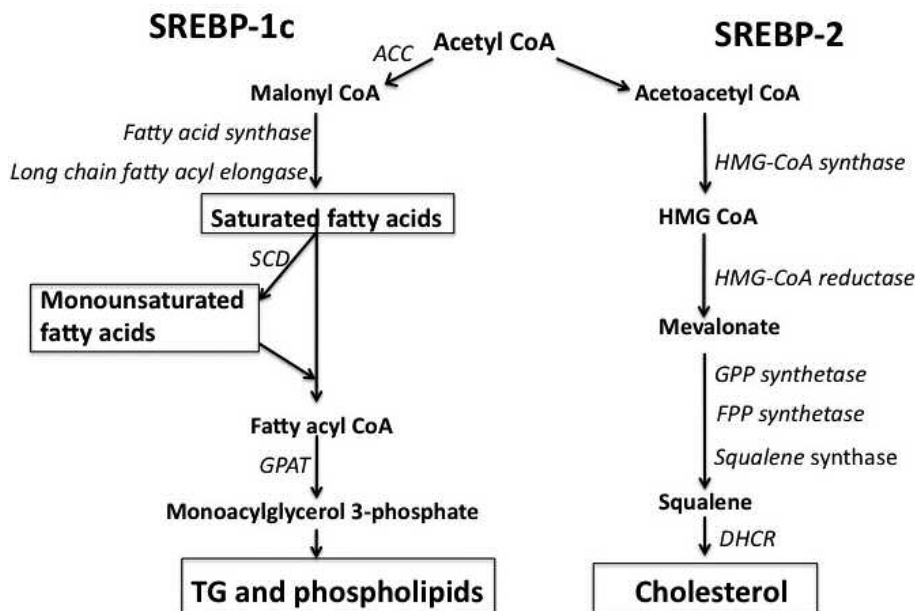 SREBP-1c
SREBP-2
Acetyl CoA
ACC
Malonyl CoA
Acetoacetyl CoA
Fatty acid synthase
Long chain fatty acyl elongase
HMG-CoA synthase
Saturated fatty acids
HMG CoA
SCD
HMG-CoA reductase
Monounsaturated
fatty acids
Mevalonate
GPP synthetase
FPP synthetase
Fatty acyl CoA
GPAT
Squalene synthase
Monoacylglycerol 3-phosphate
Squalene
DHCR
TG and phospholipids
Cholesterol